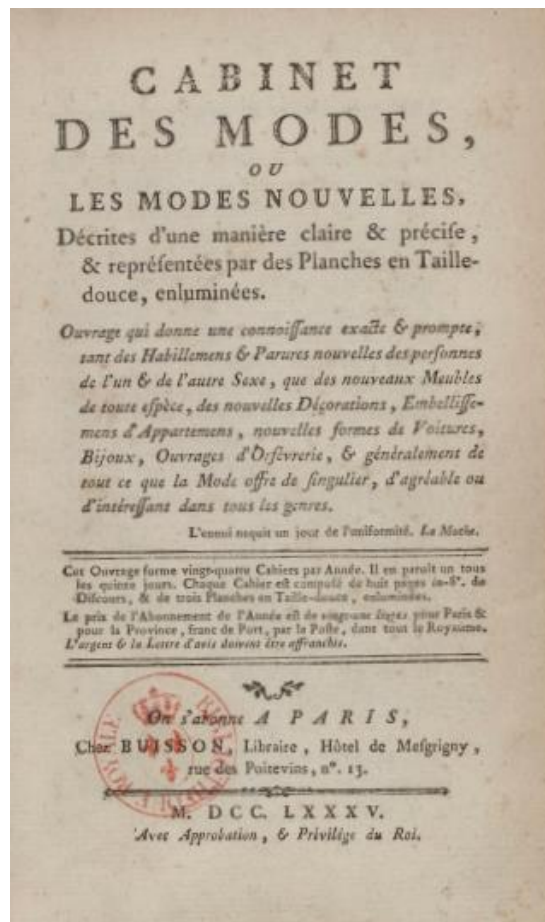 CABINET
DES MODES,
OU
LES MODES NOUVELLES,
Décrites d'une manière claire & préciſe,
& repréſentées par des Planches en Taille-
douce, enluminées.
Ouvrage qui donne une connoiſſance exacte & prompte,
tant des Habillemens & Parures nouvelles des perſonnes
de l'un & de l'autre Sexe, que des nouveaux Meubles
de toute eſpèce, des nouvelles Décorations, Embelliſſe-
mens d'Appartemens, nouvelles formes de Voitures,
Bijoux, Ouvrages d'Orſévrerie, & généralement de
tout ce que la Mode offre de ſingulier, d'agréable ou
d'intéreſſant dans tous les genres.
L'ennui naquit un jour de l'uniformité. La Mothe.
Cet Ouvrage forme vingt-quatre Cahiers par Année. Il en paroît un tous
les quinze jours. Chaque Cahier eſt compoſé de huit pages in-8°. de
Diſcours, & de trois Planches en Taille-douce, enluminées.
Le prix de l'Abonnement de l'Année eſt de vingt-une livres pour Paris &
pour la Province, franc de Port, par la Poſte, dans tout le Royaume.
L'argent & la Lettre d'avis doivent être affranchis.
On s'abonne A PARIS,
Chez BUISSON, Libraire, Hôtel de Meſgrigny,
rue des Poitevins, n°. 13.
M. DCC. LXXXV.
Avec Approbation, & Privilége du Roi.